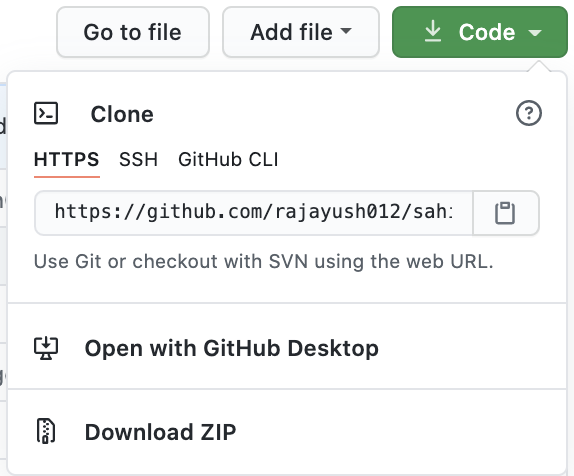 Go to file Add file Code
Clone
HTTPS SSH GitHub CLI
https://github.com/rajayush012/sah
Use Git or checkout with SVN using the web URL.
Open with GitHub Desktop
Download ZIP